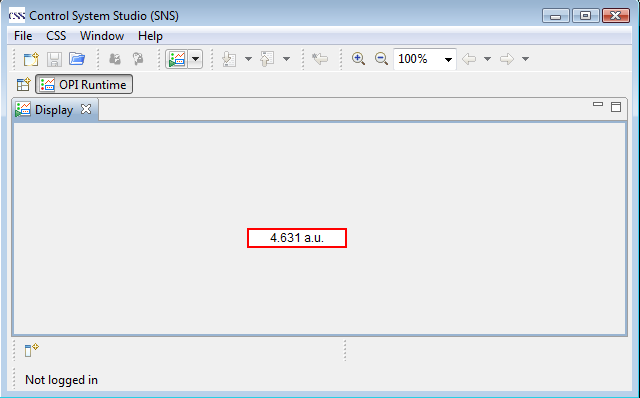 CSS Control System Studio (SNS)
File CSS Window Help
100%
OPI Runtime
Display
4.631 a.u.
Not logged in